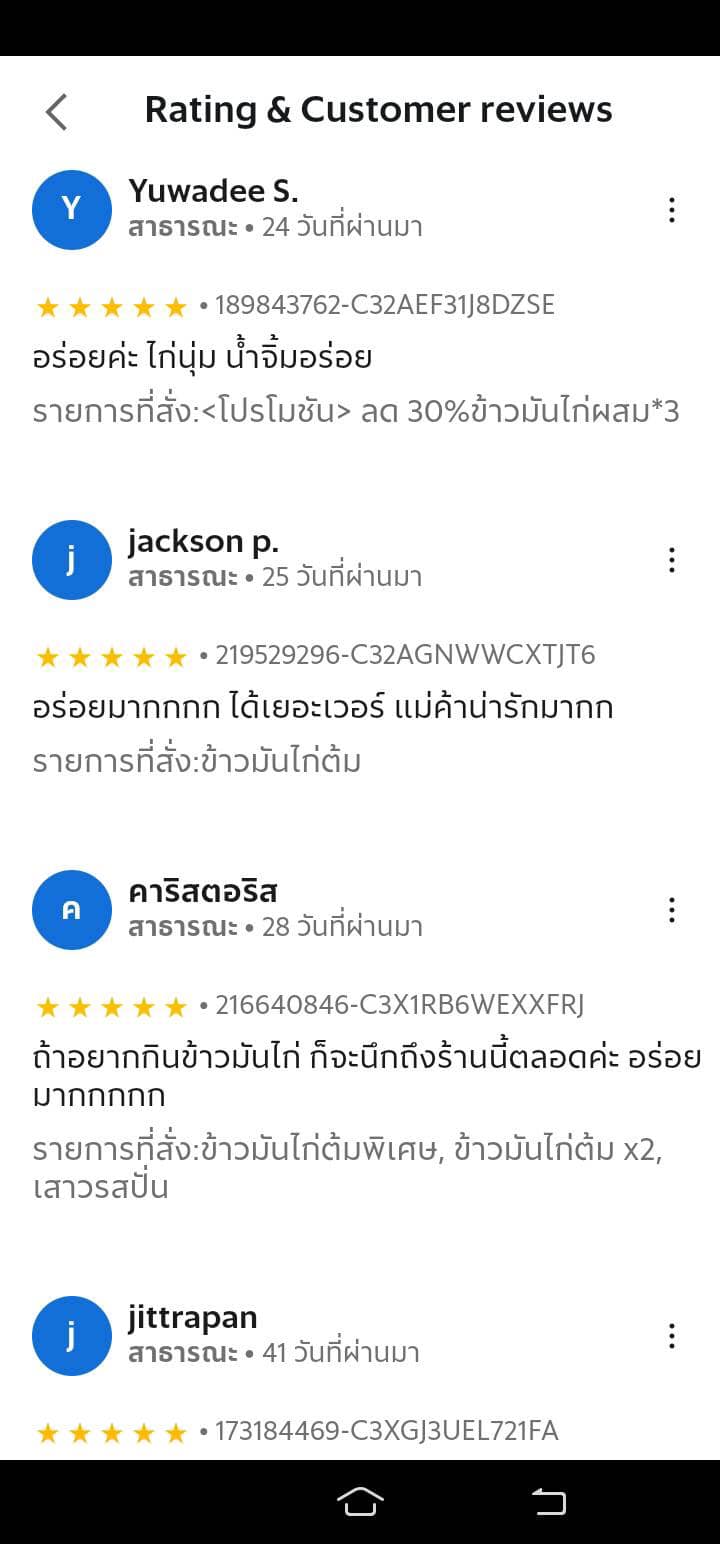 Rating & Customer reviews
Y
Yuwadee S.
สาธารณะ • 24 วันที่ผ่านมา
• 189843762-C32AEF31J8DZSE
อร่อยค่ะ ไก่นุ่ม น้ำจิ้มอร่อย
รายการที่สั่ง:<โปรโมชัน> ลด 30%ข้าวมันไก่ผสม*3
j
jackson p.
สาธารณะ • 25 วันที่ผ่านมา
• 219529296-C32AGNWWCXTJT6
อร่อยมากกกก ได้เยอะเวอร์ แม่ค้าน่ารักมากก
รายการที่สั่ง:ข้าวมันไก่ต้ม
ค
คาริสตอริส
สาธารณะ • 28 วันที่ผ่านมา
• 216640846-C3X1RB6WEXXFRJ
ถ้าอยากกินข้าวมันไก่ ก็จะนึกถึงร้านนี้ตลอดค่ะ อร่อย
มากกกกก
รายการที่สั่ง:ข้าวมันไก่ต้มพิเศษ, ข้าวมันไก่ต้ม x2,
เสาวรสปั่น
j
jittrapan
สาธารณะ • 41 วันที่ผ่านมา
• 173184469-C3XGJ3UEL721FA